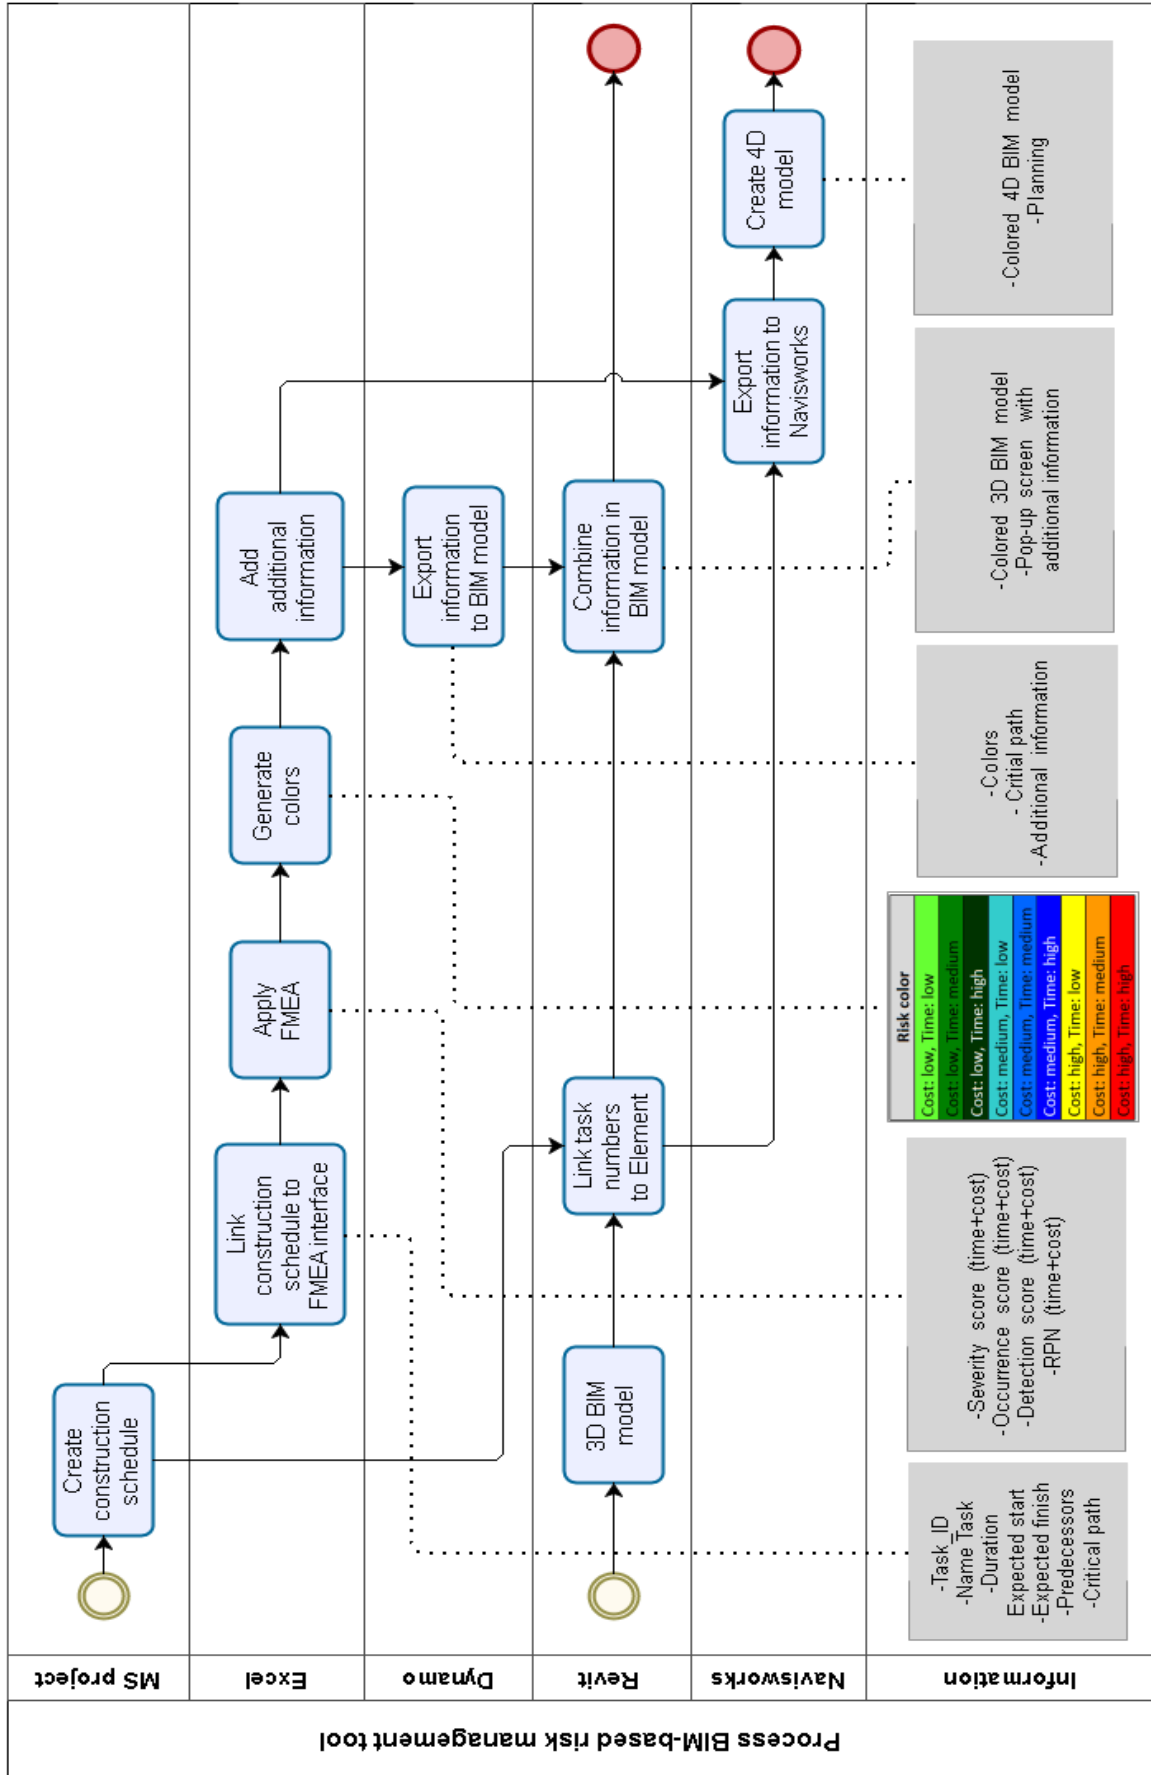 Process BIM-based risk management tool
MS project
Create
construction
schedule
Excel
Link
construction
schedule to
FMEA interface
Apply
FMEA
Generate
colors
Add
additional
information
Dynamo
Export
information
to BIM model
Revit
3D BIM
model
Link task
numbers
to Element
Combine
information in
BIM model
Navisworks
Export
information to
Navisworks
Create 4D
model
Information
-Task_ID
-Name Task
-Duration
Expected start
-Expected finish
-Predecessors
-Critical path
-Severity score (time+cost)
-Occurrence score (time+cost)
-Detection score (time+cost)
-RPN (time+cost)
Risk color
Cost: low, Time: low
Cost: low, Time: medium
Cost: low, Time: high
Cost: medium, Time: low
Cost: medium, Time: medium
Cost: medium, Time: high
Cost: high, Time: low
Cost: high, Time: medium
Cost: high, Time: high
-Colors
- Critial path
-Additional information
-Colored 3D BIM model
-Pop-up screen with
additional information
-Colored 4D BIM model
-Planning